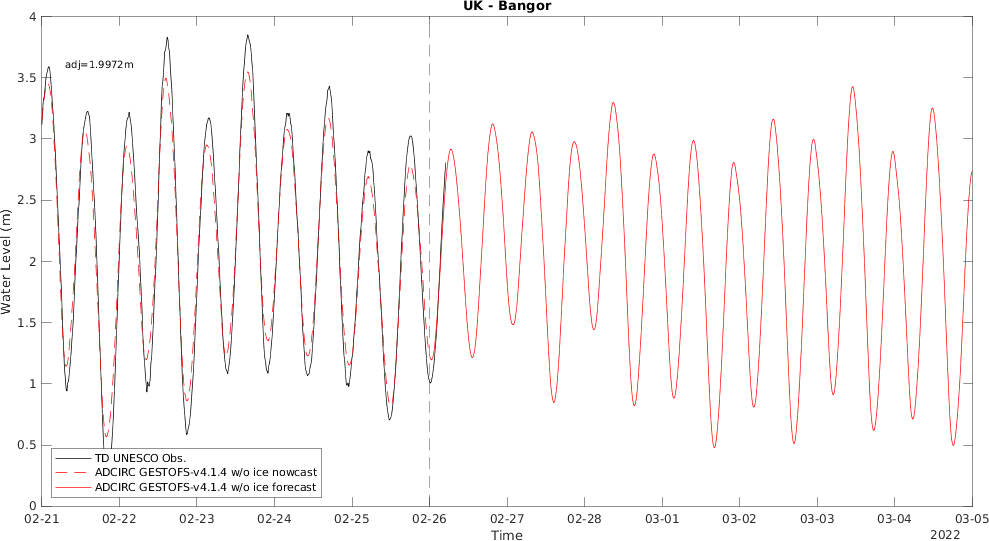 UK - Bangor
4
adj=1.9972m
3.5
3
2.5
2
1.5
1
0.5
0
Water Level (m)
TD UNESCO Obs.
ADCIRC GESTOFS-v4.1.4 w/o ice nowcast
ADCIRC GESTOFS-v4.1.4 w/o ice forecast
02-21 02-22 02-23 02-24 02-25 02-26 02-27 02-28 03-01 03-02 03-03 03-04 03-05
Time
2022